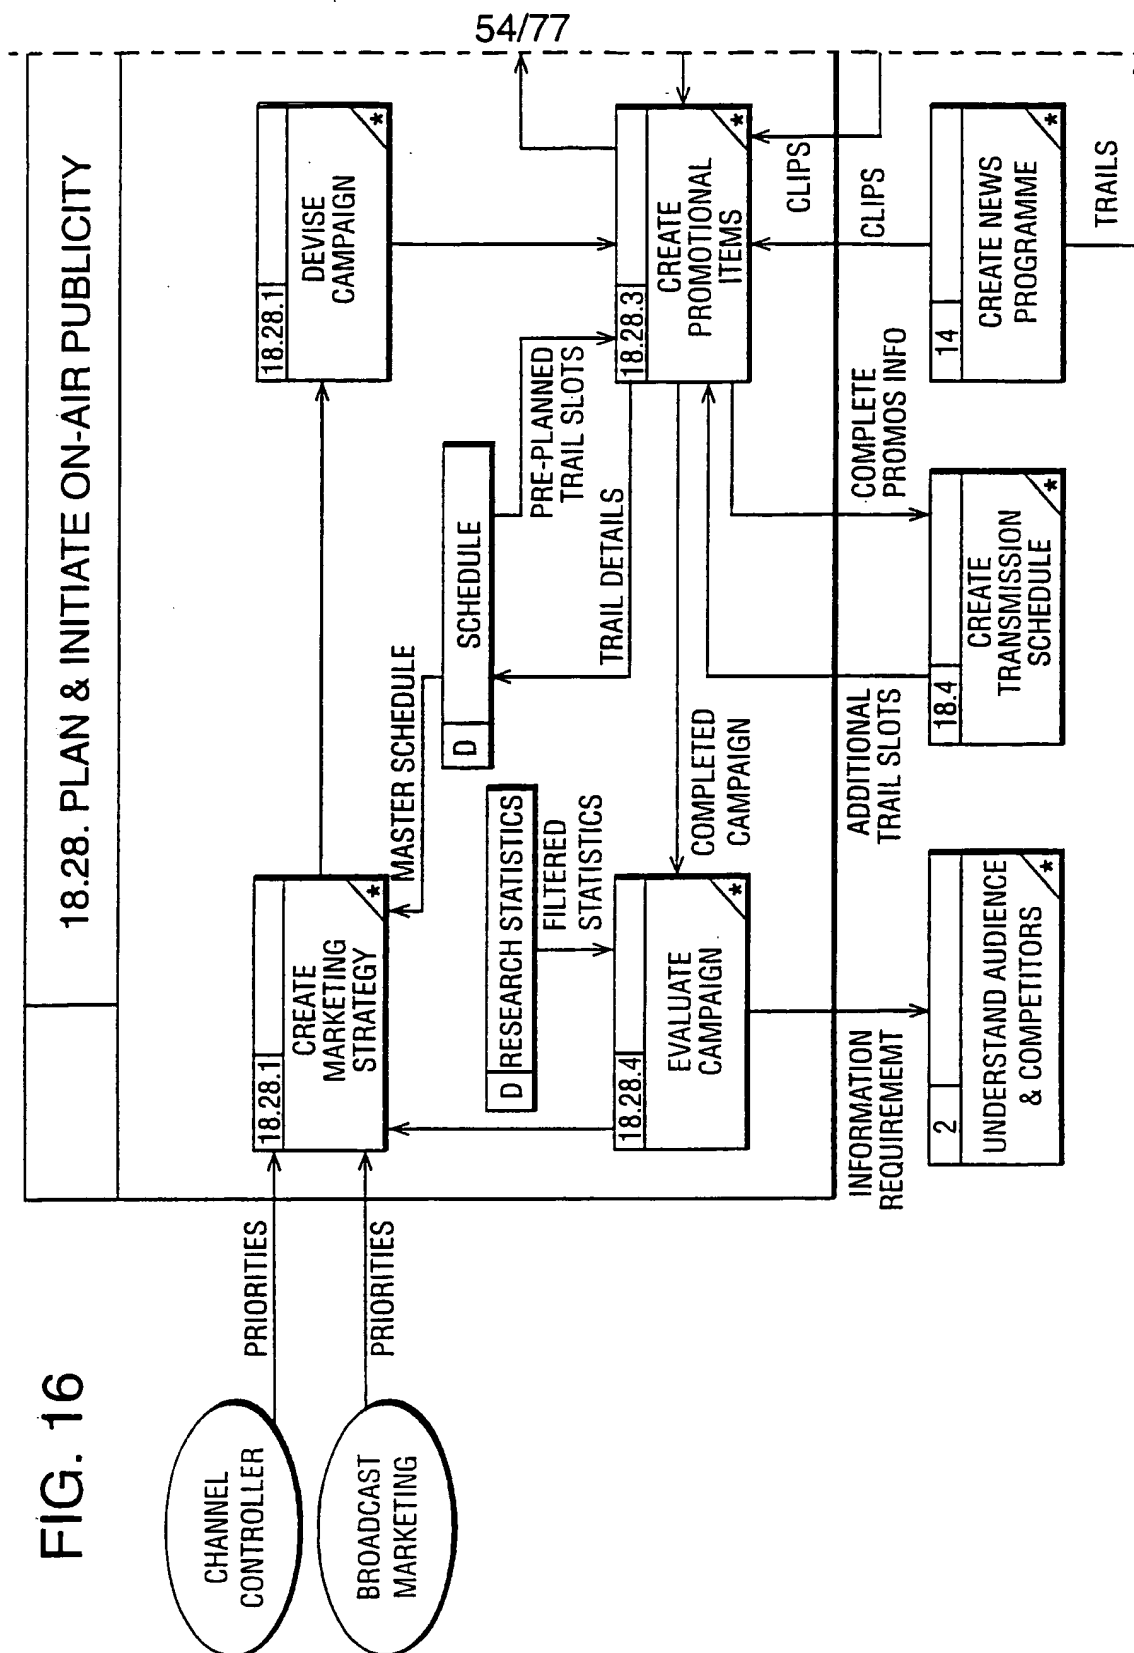 54/77
FIG. 16
18.28. PLAN & INITIATE ON-AIR PUBLICITY
CHANNEL
CONTROLLER
BROADCAST
MARKETING
PRIORITIES
PRIORITIES
18.28.1
CREATE
MARKETING
STRATEGY
*
18.28.1
DEVISE
CAMPAIGN
*
MASTER SCHEDULE
D
SCHEDULE
PRE-PLANNED
TRAIL SLOTS
D
RESEARCH STATISTICS
FILTERED
STATISTICS
TRAIL DETAILS
18.28.4
EVALUATE
CAMPAIGN
*
COMPLETED
CAMPAIGN
18.28.3
CREATE
PROMOTIONAL
ITEMS
*
CLIPS
CLIPS
INFORMATION
REQUIREMEMT
ADDITIONAL
TRAIL SLOTS
COMPLETE
PROMOS INFO
2
UNDERSTAND AUDIENCE
& COMPETITORS
*
18.4
CREATE
TRANSMISSION
SCHEDULE
*
14
CREATE NEWS
PROGRAMME
*
TRAILS